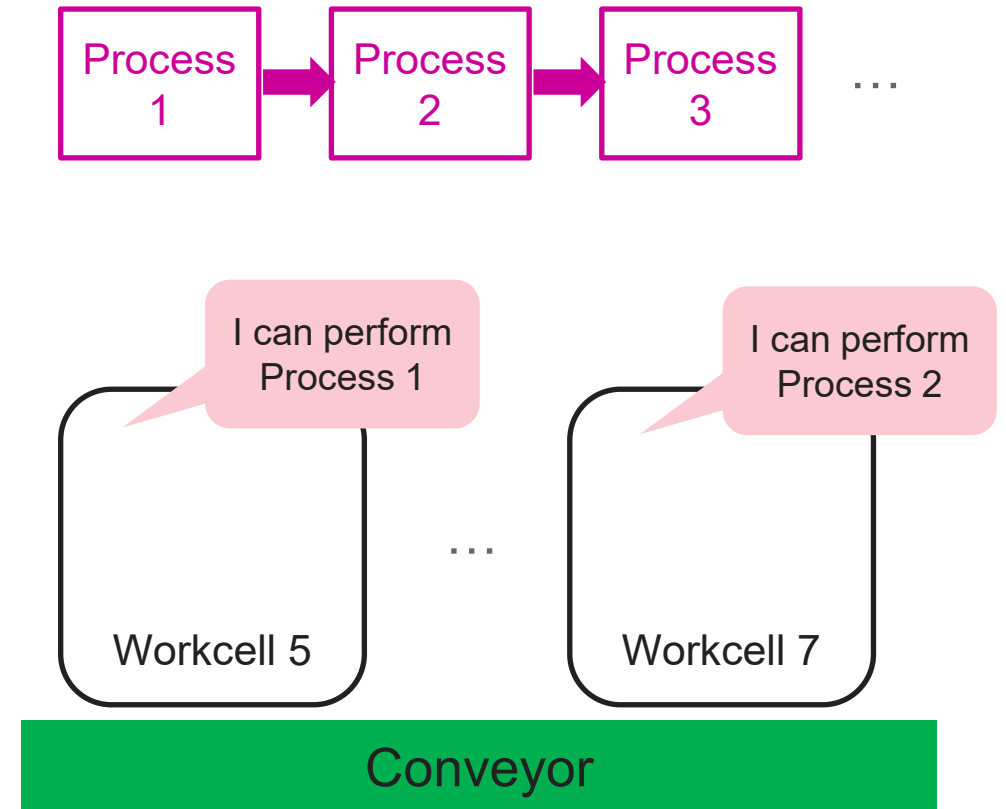 Process
1
Process
2
Process
3
...
I can perform
Process 1
I can perform
Process 2
...
Workcell 5
Workcell 7
Conveyor